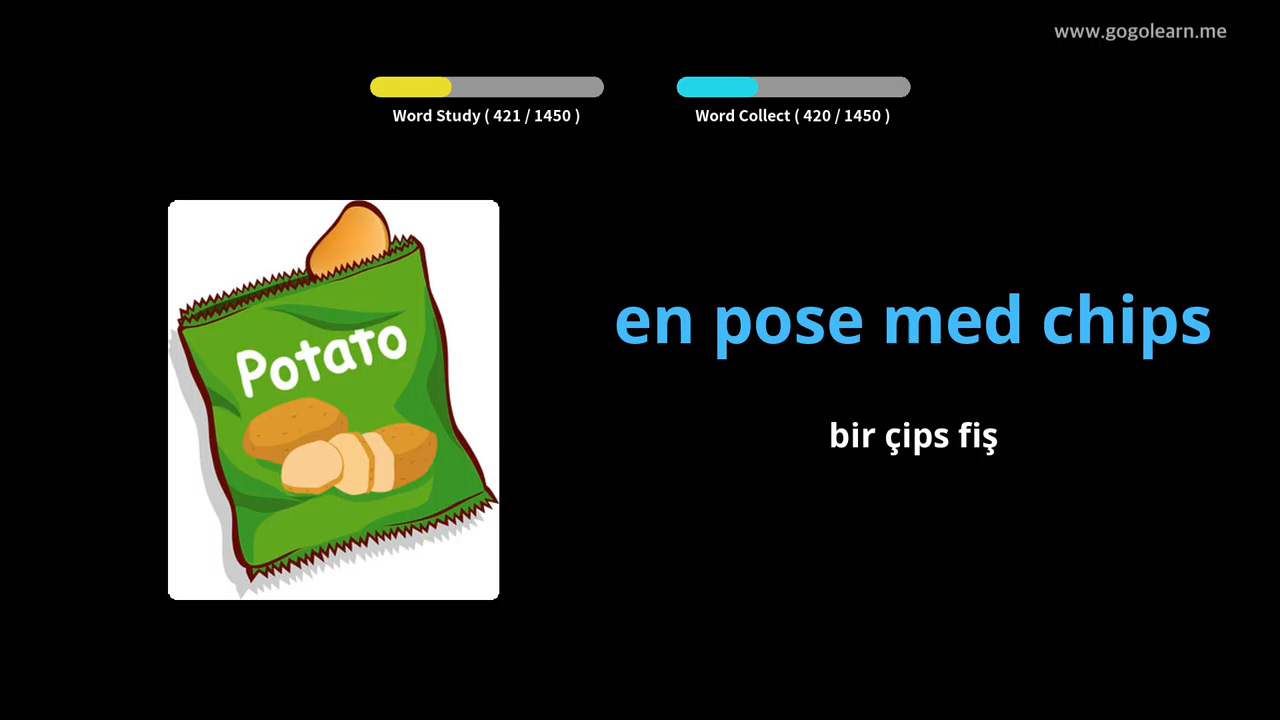 www.gogolearn.me
Word Study ( 421 / 1450 )
Word Collect ( 420 / 1450 )
Potato
en pose med chips
bir çips fiş